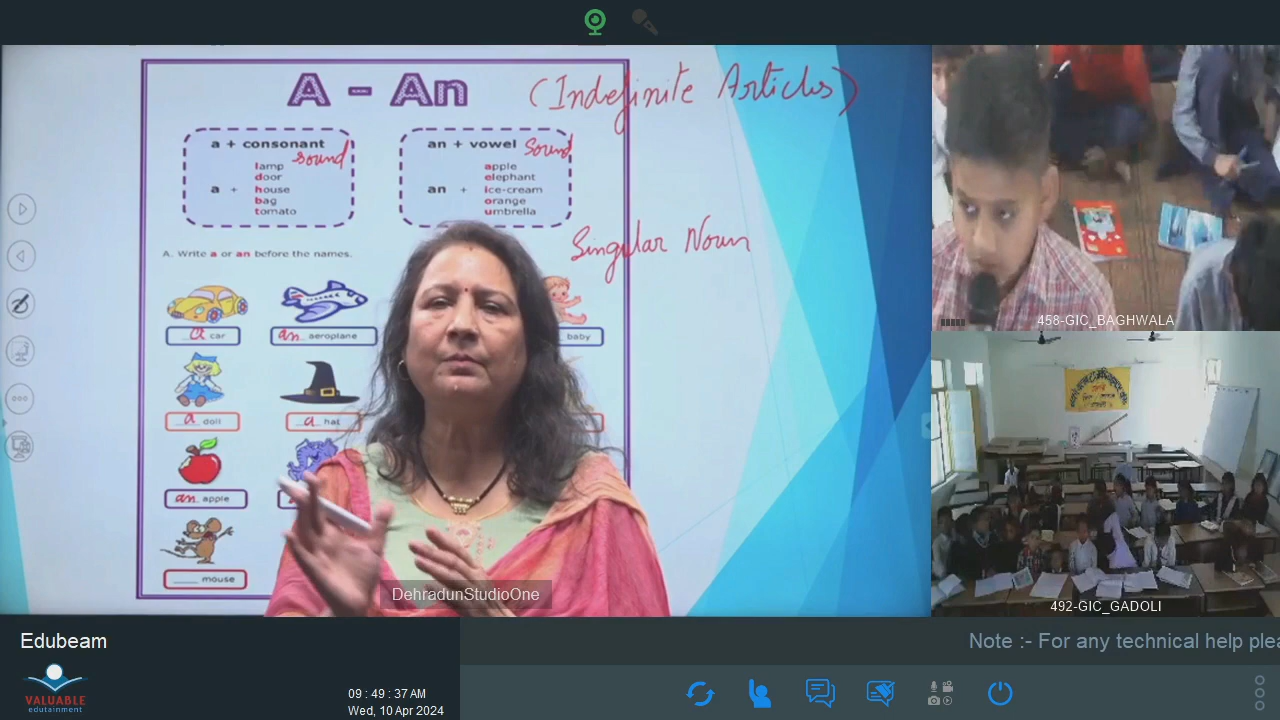 A - An
(Indefinite Articles)
a + consonant
sound
lamp
door
a + house
bag
tomato
an + vowel sound
apple
elephant
an + ice-cream
orange
umbrella
Singular Noun
A. Write a or an before the names.
a car
an aeroplane
baby
a doll
a hat
an apple
____ mouse
DehradunStudioOne
458-GIC_BAGHWALA
492-GIC_GADOLI
Edubeam
VALUABLE
edutainment
09 : 49 : 37 AM
Wed, 10 Apr 2024
Note :- For any technical help plea